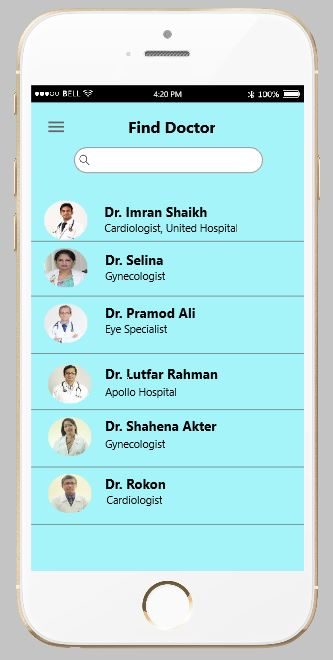 BELL
4:20 PM
100%
Find Doctor
Dr. Imran Shaikh
Cardiologist, United Hospital
Dr. Selina
Gynecologist
Dr. Pramod Ali
Eye Specialist
Dr. Lutfar Rahman
Apollo Hospital
Dr. Shahena Akter
Gynecologist
Dr. Rokon
Cardiologist